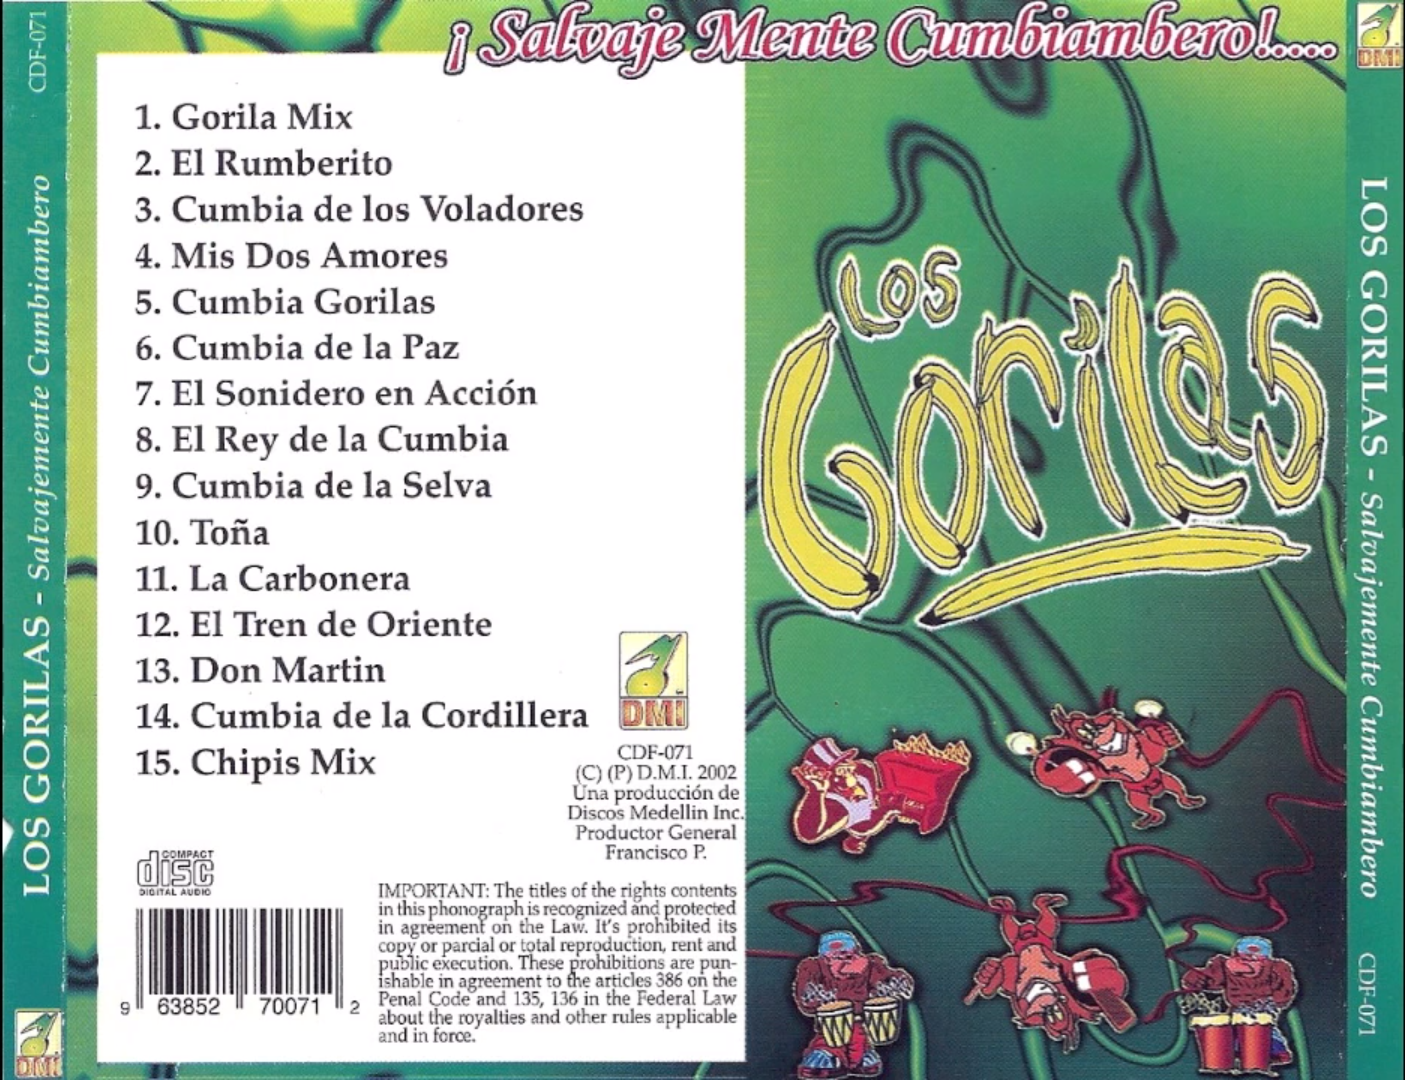 ¡ Salvaje Mente Cumbiambero!.....
1. Gorila Mix
2. El Rumberito
3. Cumbia de los Voladores
4. Mis Dos Amores
5. Cumbia Gorilas
6. Cumbia de la Paz
7. El Sonidero en Acción
8. El Rey de la Cumbia
9. Cumbia de la Selva
10. Toña
11. La Carbonera
12. El Tren de Oriente
13. Don Martin
14. Cumbia de la Cordillera
15. Chipis Mix
DMI
CDF-071
(C) (P) D.M.I. 2002
Una producción de
Discos Medellin Inc.
Productor General
Francisco P.
COMPACT
disc
DIGITAL AUDIO
IMPORTANT: The titles of the rights contents
in this phonograph is recognized and protected
in agreement on the Law. It's prohibited its
copy or parcial or total reproduction, rent and
public execution. These prohibitions are pun-
ishable in agreement to the articles 386 on the
Penal Code and 135, 136 in the Federal Law
about the royalties and other rules applicable
and in force.
9 63852 70071 2
LOS
GoriLaS
CDF-071
LOS GORILAS - Salvajemente Cumbiambero
DMI
DMI
LOS GORILAS - Salvajemente Cumbiambero
CDF-071